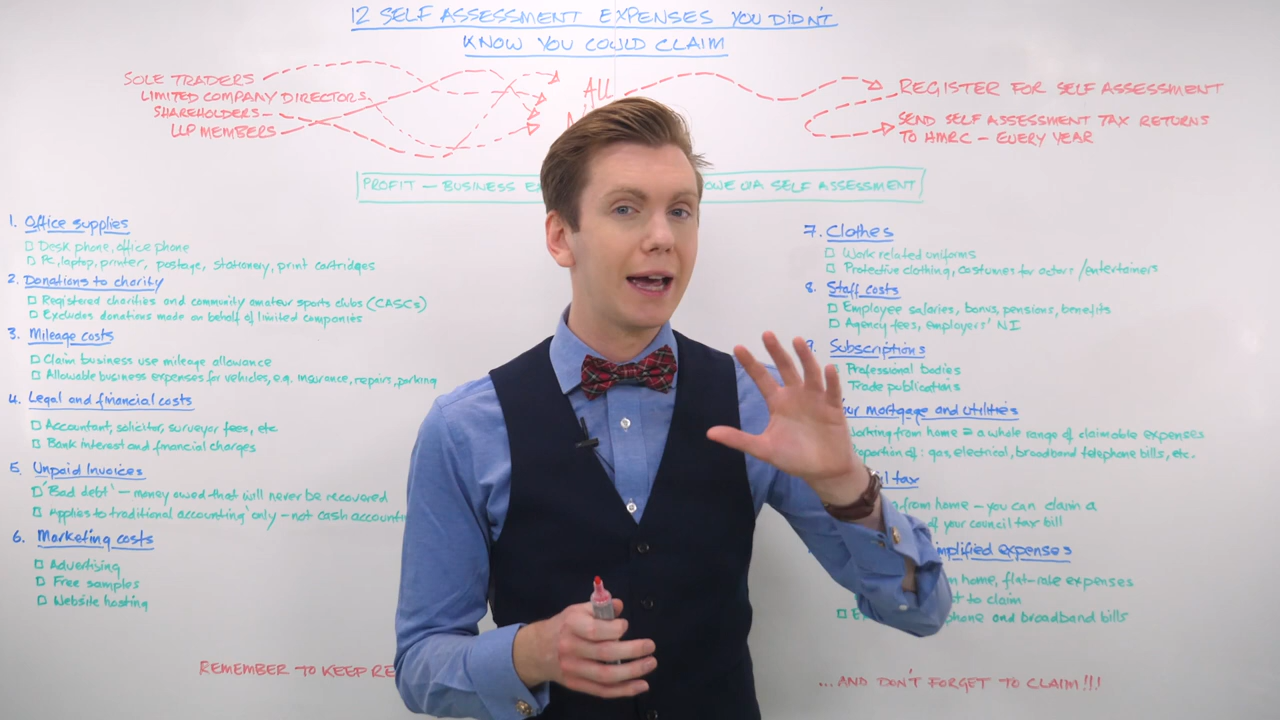 12 SELF ASSESSMENT EXPENSES YOU DIDN'T
KNOW YOU COULD CLAIM
SOLE TRADERS
LIMITED COMPANY DIRECTORS
SHAREHOLDERS
LLP MEMBERS
ALL
REGISTER FOR SELF ASSESSMENT
SEND SELF ASSESSMENT TAX RETURNS
TO HMRC - EVERY YEAR
PROFIT - BUSINESS VIA SELF ASSESSMENT
1. Office supplies
Desk phone, office phone
Pc, laptop, printer, postage, stationery, print cartridges
2. Donations to charity
Registered charities and community amateur sports clubs (CASCs)
Excludes donations made on behalf of limited companies
3. Mileage costs
Claim business use mileage allowance
Allowable business expenses for vehicles, e.g. insurance, repairs, parking
4. Legal and financial costs
Accountant, solicitor, surveyor fees, etc
Bank interest and financial charges
5. Unpaid Invoices
'Bad debt' - money owed that will never be recovered
Applies to 'traditional accounting' only - not cash
6. Marketing costs
Advertising
Free samples
Website hosting
REMEMBER TO KEEP
7. Clothes
Work related uniforms
Protective clothing, costumes for actors / entertainers
8. Staff costs
Employee salaries, bonus, pensions, benefits
Agency fees, employers' NI
9. Subscriptions
Professional bodies
Trade publications
mortgage and utilities
from home = a whole range of claimable expenses
of: gas, electrical, broadband telephone bills, etc.
tax
from home - you can claim a
of your council tax bill
expenses
home, flat-rate expenses
to claim
and broadband bills
...AND DON'T FORGET TO CLAIM!!!